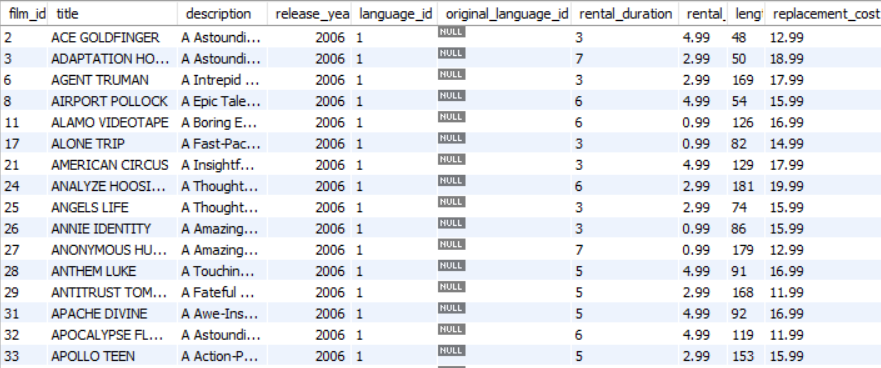 film_id title description release_yea language_id original_language_id rental_duration rental_ leng replacement_cost
2 ACE GOLDFINGER A Astoundi... 2006 1 NULL 3 4.99 48 12.99
3 ADAPTATION HO... A Astoundi... 2006 1 NULL 7 2.99 50 18.99
6 AGENT TRUMAN A Intrepid ... 2006 1 NULL 3 2.99 169 17.99
8 AIRPORT POLLOCK A Epic Tale... 2006 1 NULL 6 4.99 54 15.99
11 ALAMO VIDEOTAPE A Boring E... 2006 1 NULL 6 0.99 126 16.99
17 ALONE TRIP A Fast-Pac... 2006 1 NULL 3 0.99 82 14.99
21 AMERICAN CIRCUS A Insightf... 2006 1 NULL 3 4.99 129 17.99
24 ANALYZE HOOSI... A Thought... 2006 1 NULL 6 2.99 181 19.99
25 ANGELS LIFE A Thought... 2006 1 NULL 3 2.99 74 15.99
26 ANNIE IDENTITY A Amazing... 2006 1 NULL 3 0.99 86 15.99
27 ANONYMOUS HU... A Amazing... 2006 1 NULL 7 0.99 179 12.99
28 ANTHEM LUKE A Touchin... 2006 1 NULL 5 4.99 91 16.99
29 ANTITRUST TOM... A Fateful ... 2006 1 NULL 5 2.99 168 11.99
31 APACHE DIVINE A Awe-Ins... 2006 1 NULL 5 4.99 92 16.99
32 APOCALYPSE FL... A Astoundi... 2006 1 NULL 6 4.99 119 11.99
33 APOLLO TEEN A Action-P... 2006 1 NULL 5 2.99 153 15.99